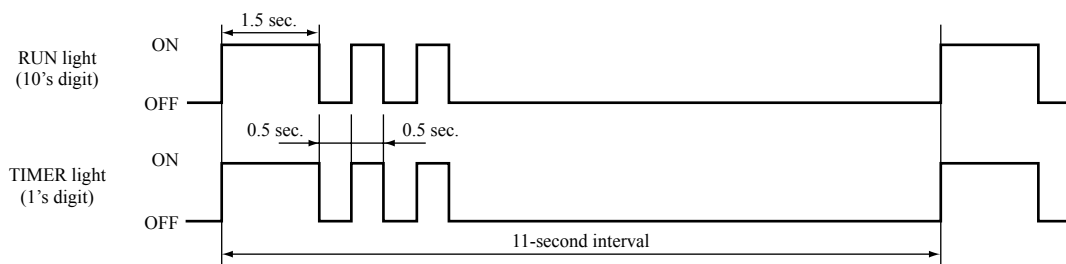 1.5 sec.
ON
RUN light
(10’s digit)
OFF
0.5 sec.
0.5 sec.
ON
TIMER light
(1’s digit)
OFF
11-second interval